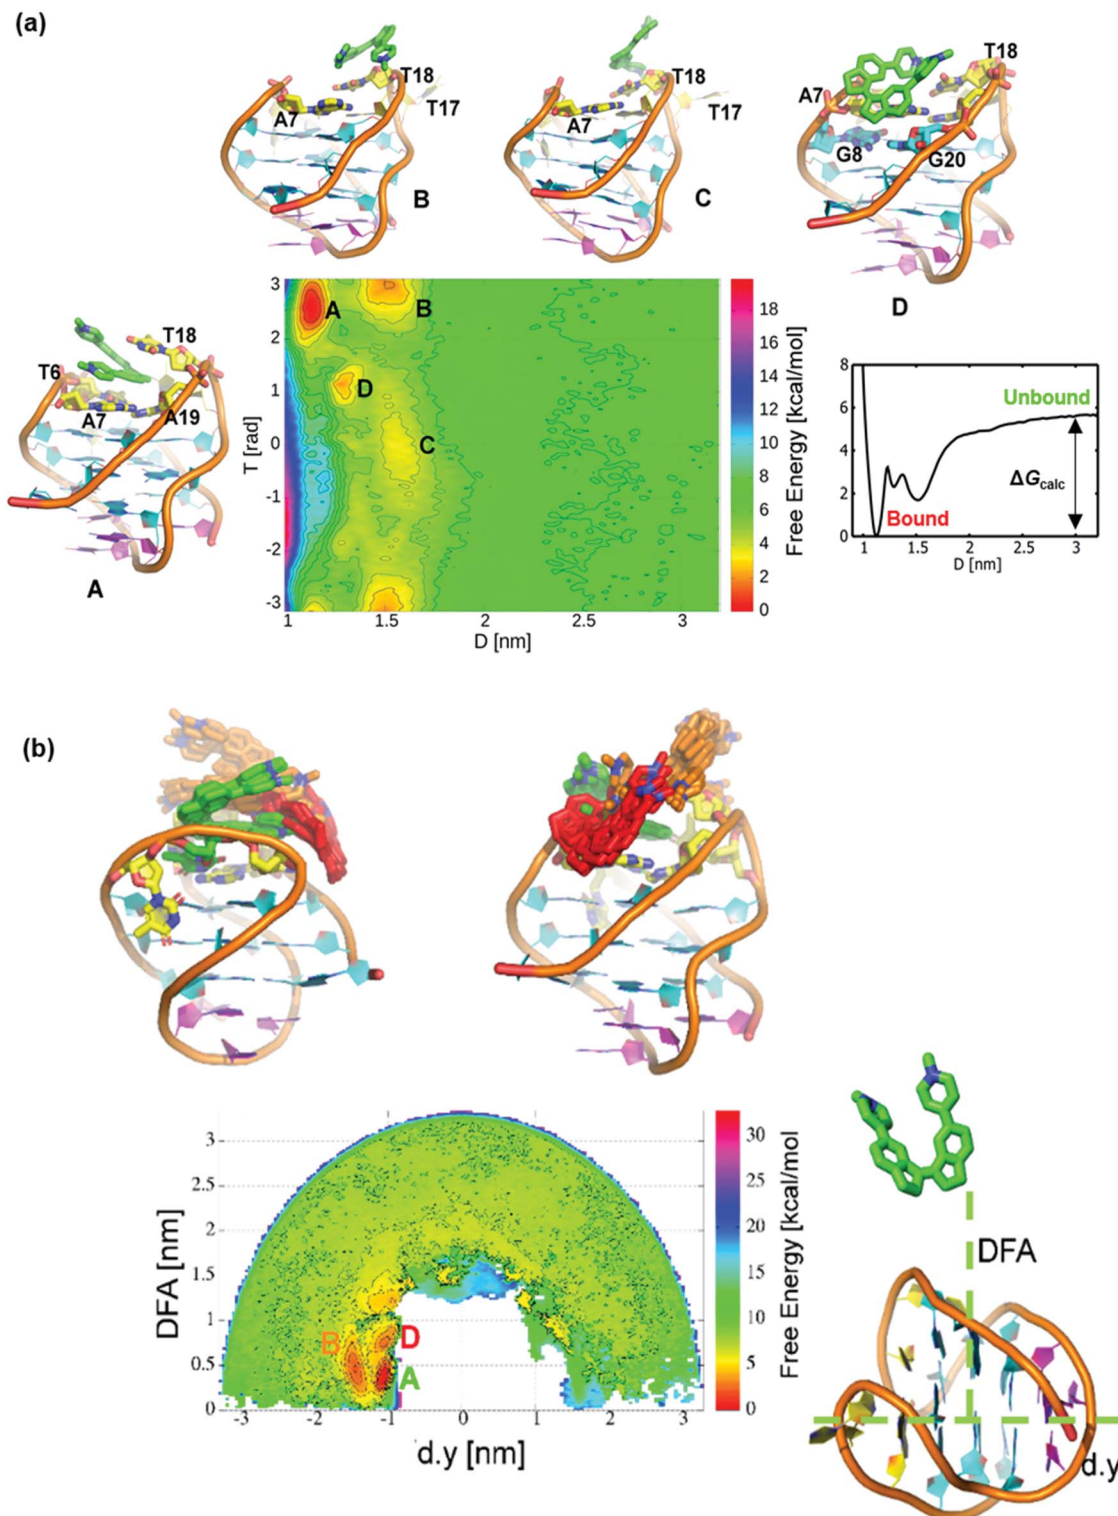 (a)
T18
A7
T17
B
T18
A7
T17
C
T18
A7
G8
G20
D
T18
T6
A7
A19
A
3
2
1
0
-1
-2
-3
T [rad]
A
B
D
C
1
1.5
2
2.5
3
D [nm]
18
16
14
12
10
8
6
4
2
0
Free Energy [kcal/mol]
8
6
4
2
0
Unbound
ΔGcalc
Bound
1
1.5
2
2.5
3
D [nm]
(b)
3
2.5
2
1.5
1
0.5
0
DFA [nm]
B
D
A
-3
-2
-1
0
1
2
3
d.y [nm]
30
25
20
15
10
5
0
Free Energy [kcal/mol]
DFA
d.y